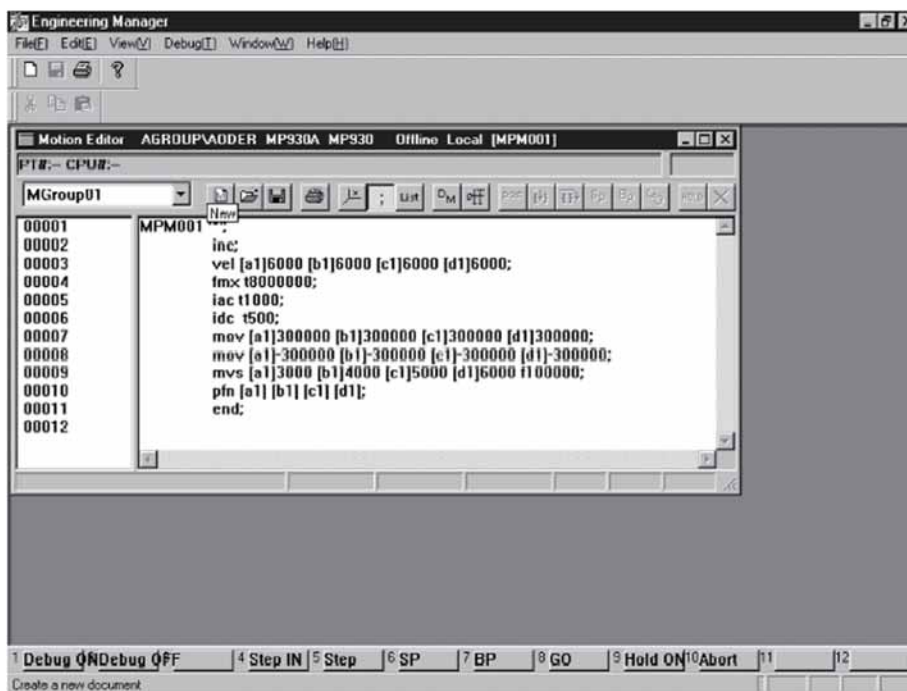 Engineering Manager
File(F) Edit(E) View(V) Debug(T) Window(W) Help(H)
Motion Editor AGROUP\AODER MP930A MP930 Offline Local [MPM001]
PT#:- CPU#:-
MGroup01
; List DM
New
00001 MPM001 "";
00002 inc;
00003 vel [a1]6000 [b1]6000 [c1]6000 [d1]6000;
00004 fmx t8000000;
00005 iac t1000;
00006 idc t500;
00007 mov [a1]300000 [b1]300000 [c1]300000 [d1]300000;
00008 mov [a1]-300000 [b1]-300000 [c1]-300000 [d1]-300000;
00009 mvs [a1]3000 [b1]4000 [c1]5000 [d1]6000 f100000;
00010 pfn [a1] [b1] [c1] [d1];
00011 end;
00012
1 Debug ON Debug OFF 4 Step IN 5 Step 6 SP 7 BP 8 GO 9 Hold ON 10 Abort 11 12
Create a new document